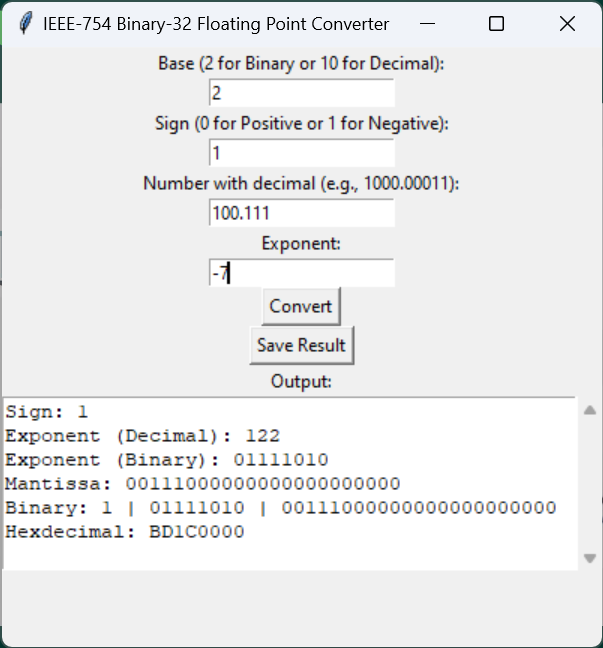 IEEE-754 Binary-32 Floating Point Converter
Base (2 for Binary or 10 for Decimal):
2
Sign (0 for Positive or 1 for Negative):
1
Number with decimal (e.g., 1000.00011):
100.111
Exponent:
-7
Convert
Save Result
Output:
Sign: 1
Exponent (Decimal): 122
Exponent (Binary): 01111010
Mantissa: 00111000000000000000000
Binary: 1 | 01111010 | 00111000000000000000000
Hexdecimal: BD1C0000